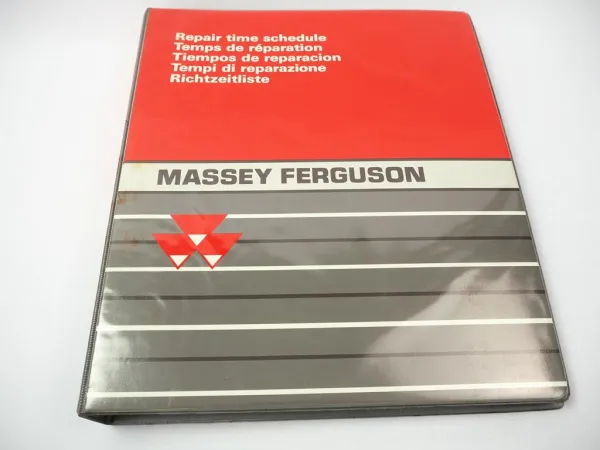 Repair time schedule
Temps de réparation
Tiempos de reparacion
Tempi di reparazione
Richtzeitliste
MASSEY FERGUSON